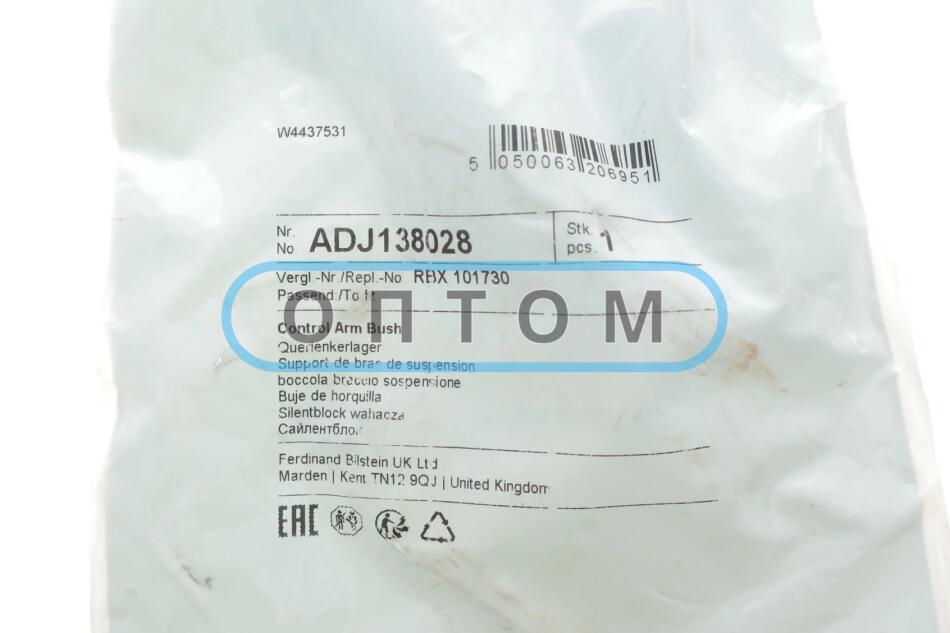 W4437531
5 050063 206951
Nr. No. ADJ138028 Stk. pcs. 1
Vergl.-Nr./Repl.-No RBX 101730
Passend:/To fit
ОПТОМ
Control Arm Bush
Querlenkerlager
Support de bras de suspension
boccola braccio sospensione
Buje de horquilla
Silentblock wahacza
Сайлентблок
Ferdinand Bilstein UK Ltd
Marden | Kent TN12 9QJ | United Kingdom
EAC